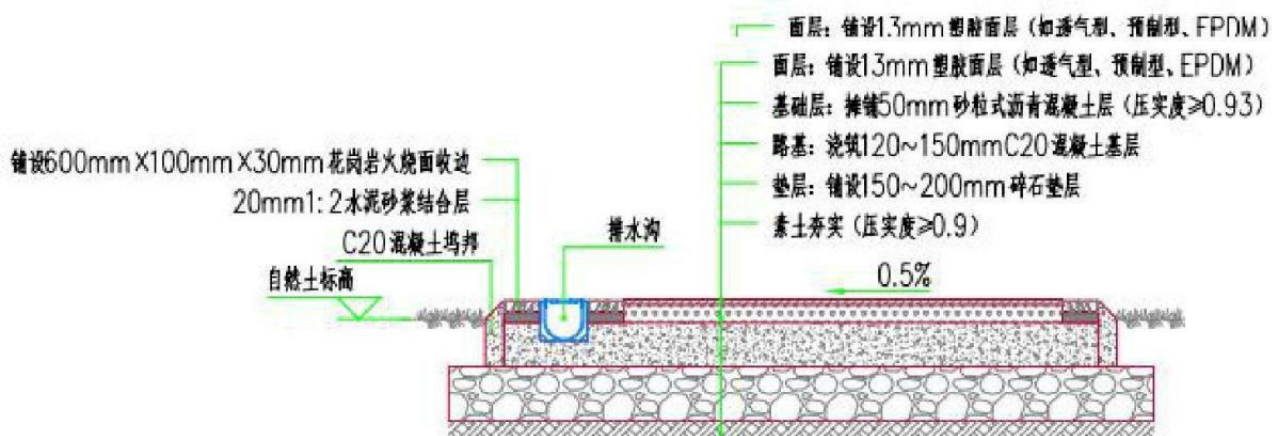 面层：铺设13mm塑胶面层（如透气型、预制型、EPDM）
面层：铺设13mm塑胶面层（如透气型、预制型、EPDM）
基础层：摊铺50mm砂粒式沥青混凝土层（压实度≥0.93）
铺设600mm×100mm×30mm花岗岩火烧面收边
路基：浇筑120~150mmC20混凝土基层
20mm1:2水泥砂浆结合层
垫层：铺设150~200mm碎石垫层
C20混凝土坞邦
排水沟
素土夯实（压实度≥0.9）
自然土标高
0.5%